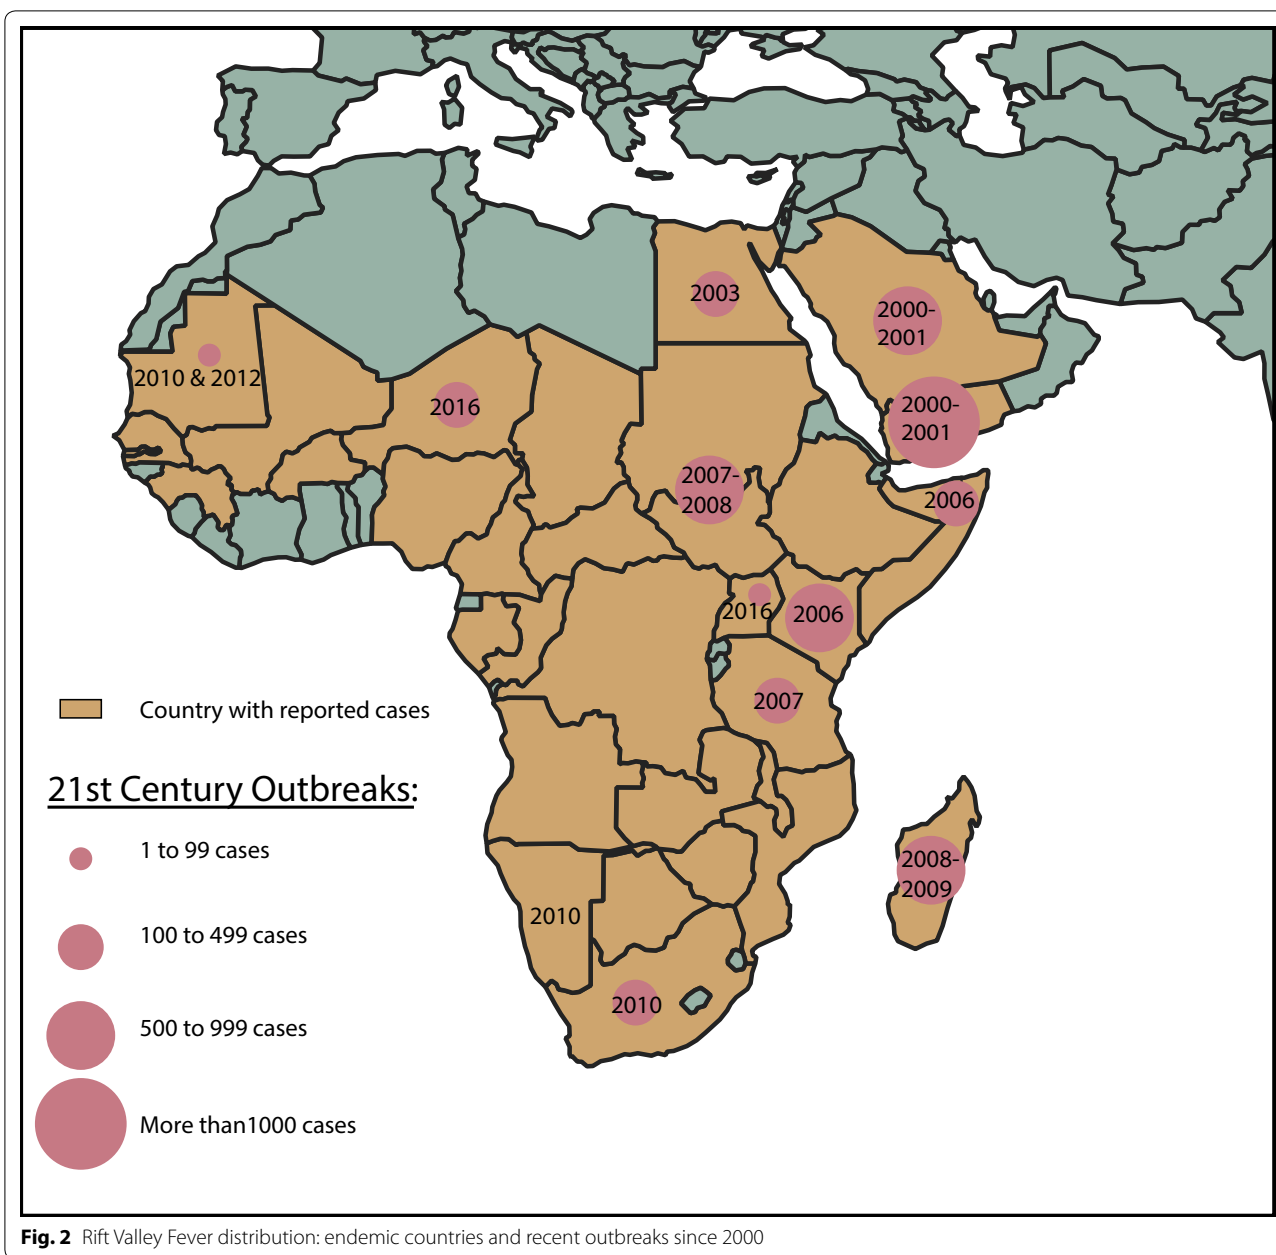 2003
2000-
2001
2010 & 2012
2016
2000-
2001
2007-
2008
2006
2016
2006
2007
Country with reported cases
21st Century Outbreaks:
1 to 99 cases
2008-
2009
2010
100 to 499 cases
2010
500 to 999 cases
More than1000 cases
Fig. 2 Rift Valley Fever distribution: endemic countries and recent outbreaks since 2000